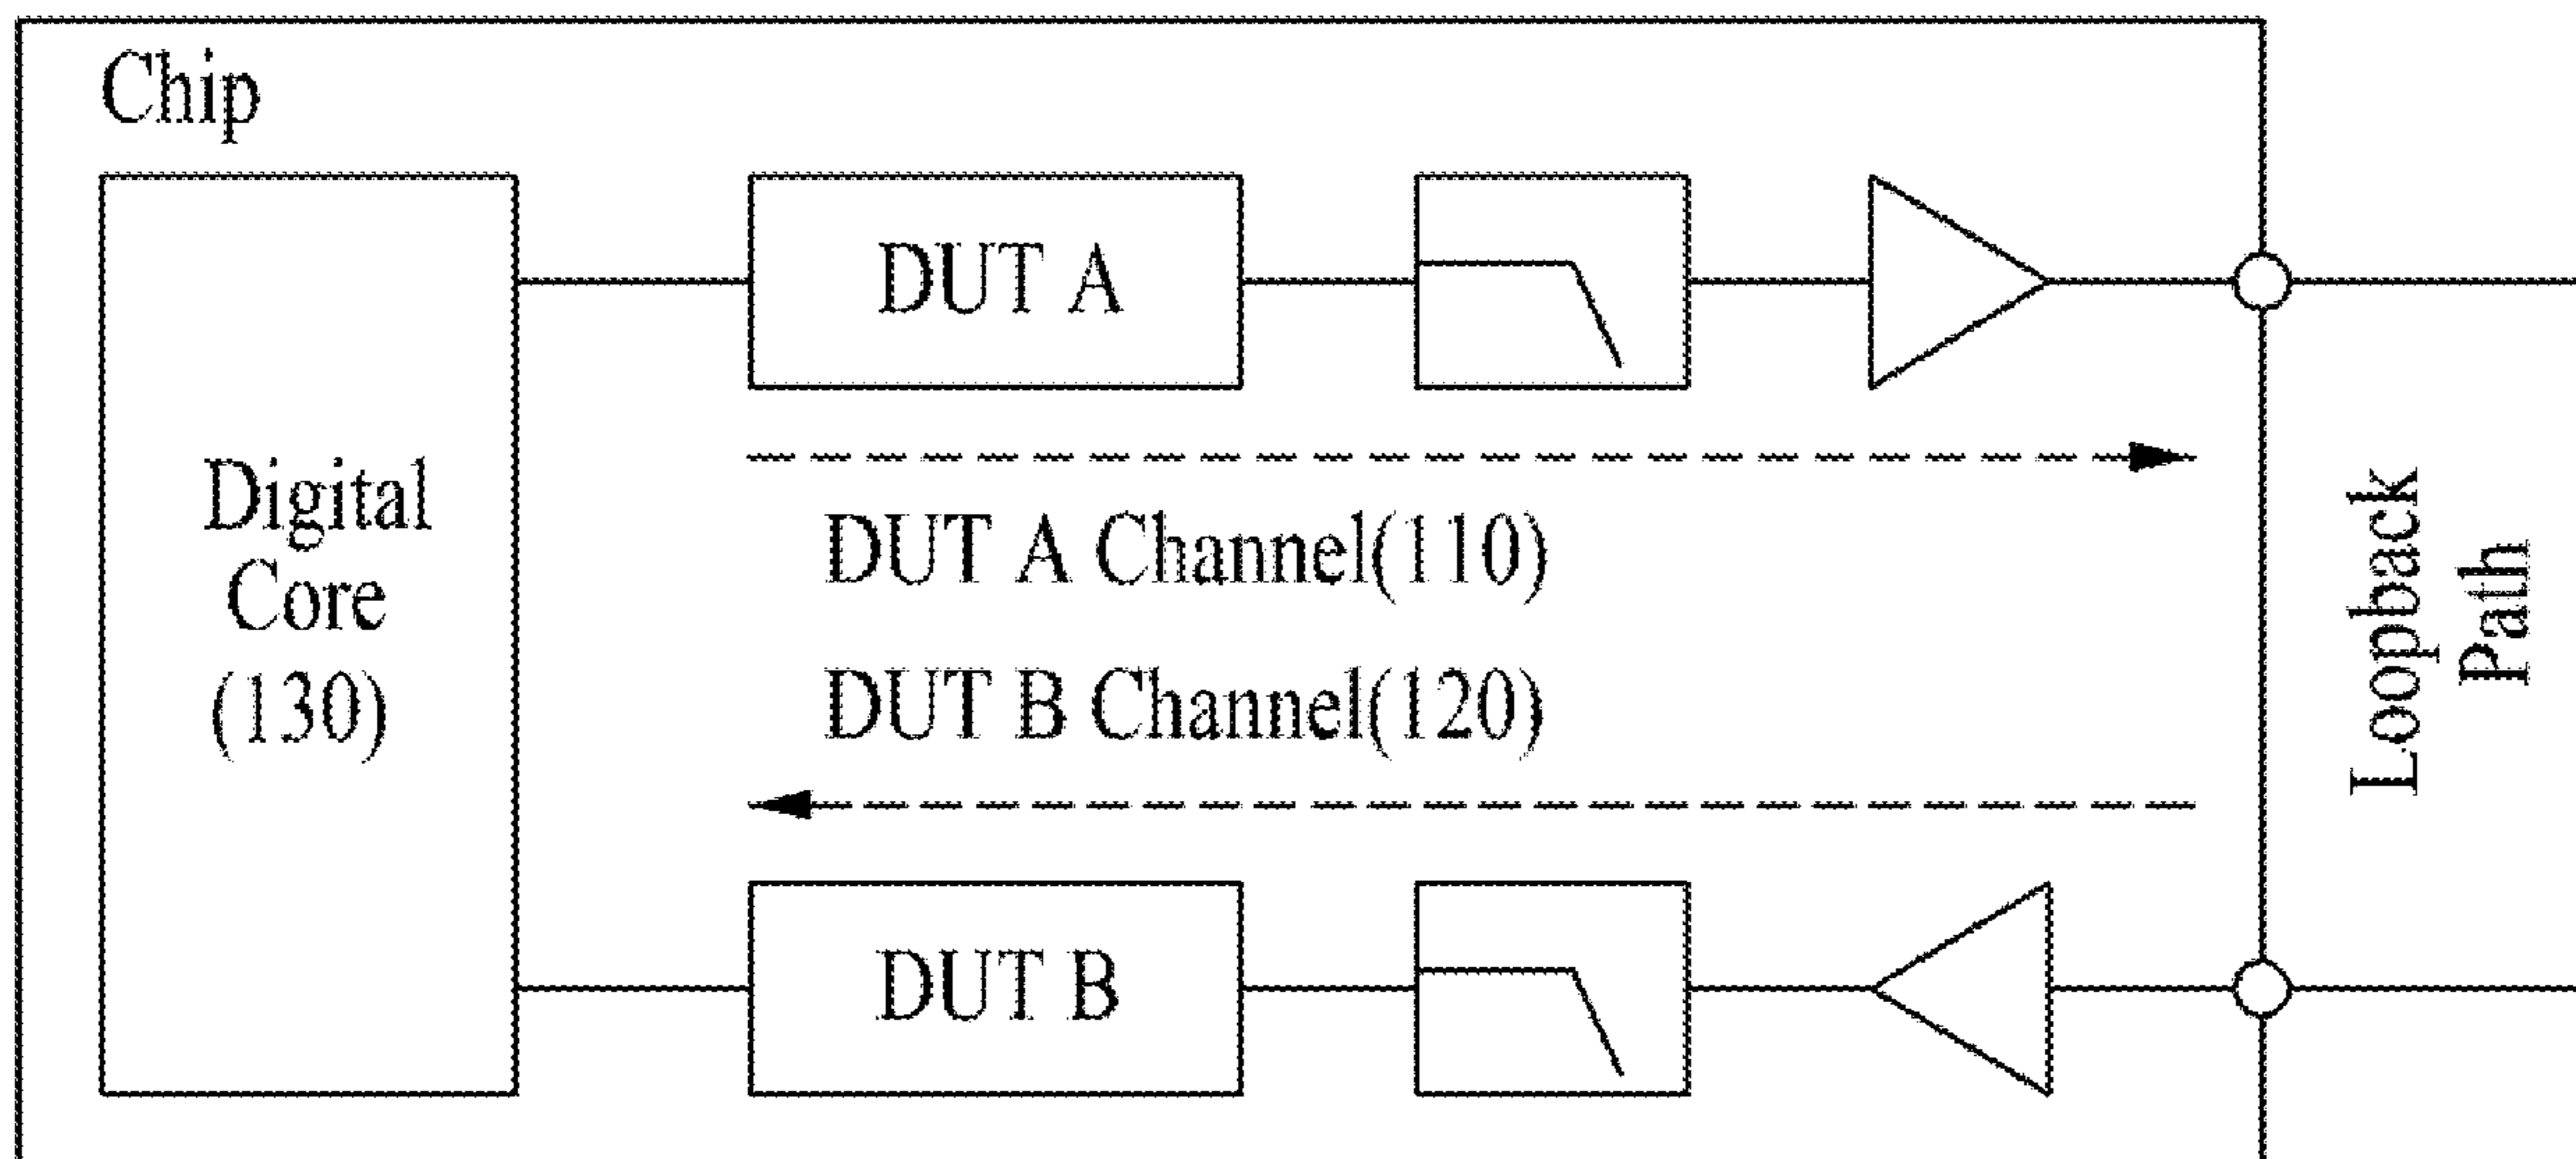 Chip
Digital
Core
(130)
DUT A
DUT A Channel(110)
DUT B Channel(120)
DUT B
Loopback
Path